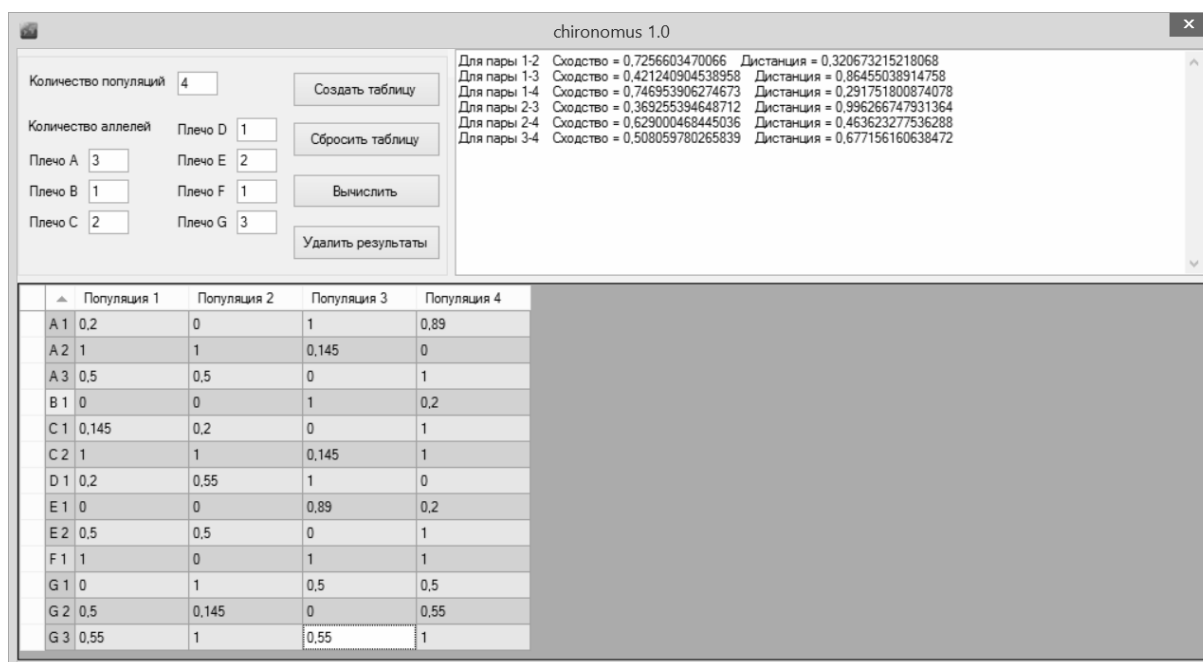 chironomus 1.0
Количество популяций 4
Количество аллелей
Плечо A 3
Плечо B 1
Плечо C 2
Плечо D 1
Плечо E 2
Плечо F 1
Плечо G 3
Создать таблицу
Сбросить таблицу
Вычислить
Удалить результаты
Для пары 1-2 Сходство = 0,7256603470066 Дистанция = 0,320673215218068
Для пары 1-3 Сходство = 0,421240904538958 Дистанция = 0,86455038914758
Для пары 1-4 Сходство = 0,746953906274673 Дистанция = 0,291751800874078
Для пары 2-3 Сходство = 0,369255394648712 Дистанция = 0,996266747931364
Для пары 2-4 Сходство = 0,629000468445036 Дистанция = 0,463623277536288
Для пары 3-4 Сходство = 0,508059780265839 Дистанция = 0,677156160638472
Популяция 1 Популяция 2 Популяция 3 Популяция 4
A 1 0,2 0 1 0,89
A 2 1 1 0,145 0
A 3 0,5 0,5 0 1
B 1 0 0 1 0,2
C 1 0,145 0,2 0 1
C 2 1 1 0,145 1
D 1 0,2 0,55 1 0
E 1 0 0 0,89 0,2
E 2 0,5 0,5 0 1
F 1 1 0 1 1
G 1 0 1 0,5 0,5
G 2 0,5 0,145 0 0,55
G 3 0,55 1 0,55 1